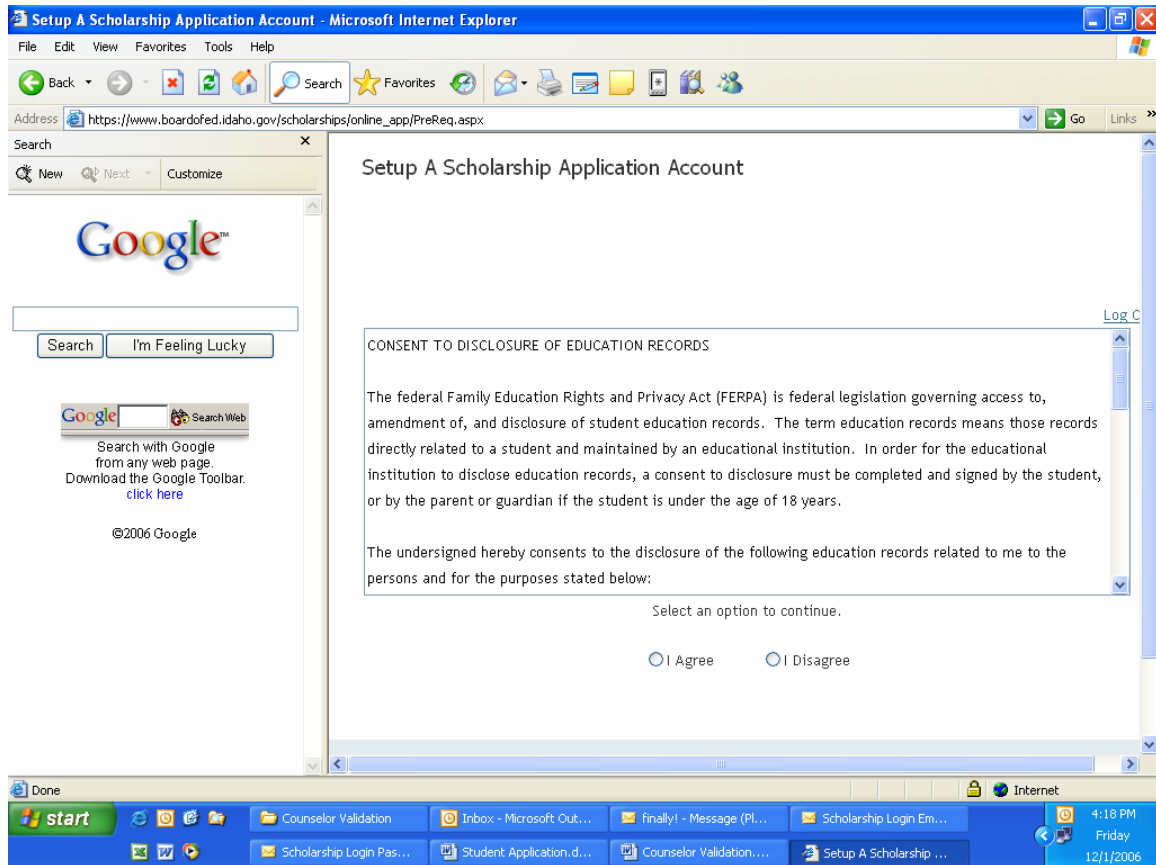 Setup A Scholarship Application Account - Microsoft Internet Explorer
File Edit View Favorites Tools Help
Back Search Favorites
Address https://www.boardofed.idaho.gov/scholarships/online_app/PreReq.aspx Go Links »
Search
New Next Customize
Google™
Search I'm Feeling Lucky
Google Search Web
Search with Google
from any web page.
Download the Google Toolbar.
click here
©2006 Google
Setup A Scholarship Application Account
Log O
CONSENT TO DISCLOSURE OF EDUCATION RECORDS
The federal Family Education Rights and Privacy Act (FERPA) is federal legislation governing access to,
amendment of, and disclosure of student education records. The term education records means those records
directly related to a student and maintained by an educational institution. In order for the educational
institution to disclose education records, a consent to disclosure must be completed and signed by the student,
or by the parent or guardian if the student is under the age of 18 years.
The undersigned hereby consents to the disclosure of the following education records related to me to the
persons and for the purposes stated below:
Select an option to continue.
I Agree I Disagree
Done Internet
start Counselor Validation Inbox - Microsoft Out... finally! - Message (Pl... Scholarship Login Em... 4:18 PM
Friday
Scholarship Login Pas... Student Application.d... Counselor Validation.... Setup A Scholarship ... 12/1/2006